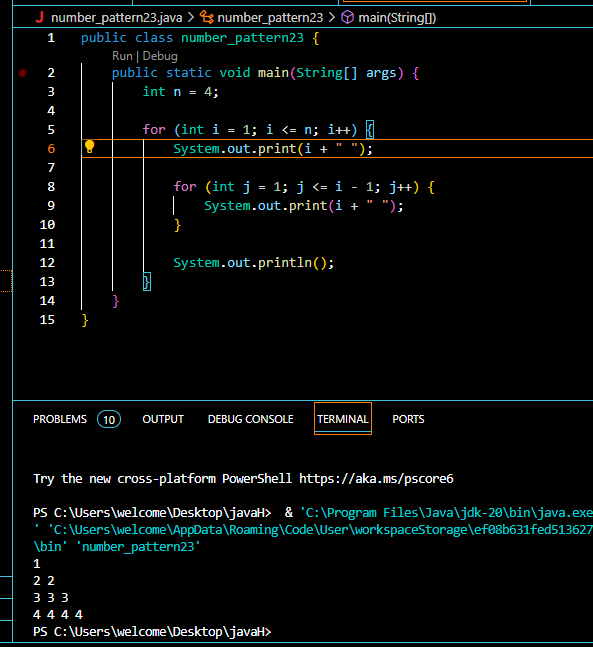 number_pattern23.java > number_pattern23 > main(String[])
1 public class number_pattern23 {
Run | Debug
2 public static void main(String[] args) {
3 int n = 4;
4
5 for (int i = 1; i <= n; i++) {
6 System.out.print(i + " ");
7
8 for (int j = 1; j <= i - 1; j++) {
9 System.out.print(i + " ");
10 }
11
12 System.out.println();
13 }
14 }
15 }
PROBLEMS 10 OUTPUT DEBUG CONSOLE TERMINAL PORTS
Try the new cross-platform PowerShell https://aka.ms/pscore6
PS C:\Users\welcome\Desktop\javaH> & 'C:\Program Files\Java\jdk-20\bin\java.exe
' 'C:\Users\welcome\AppData\Roaming\Code\User\workspaceStorage\ef08b631fed513627
\bin' 'number_pattern23'
1
2 2
3 3 3
4 4 4 4
PS C:\Users\welcome\Desktop\javaH>